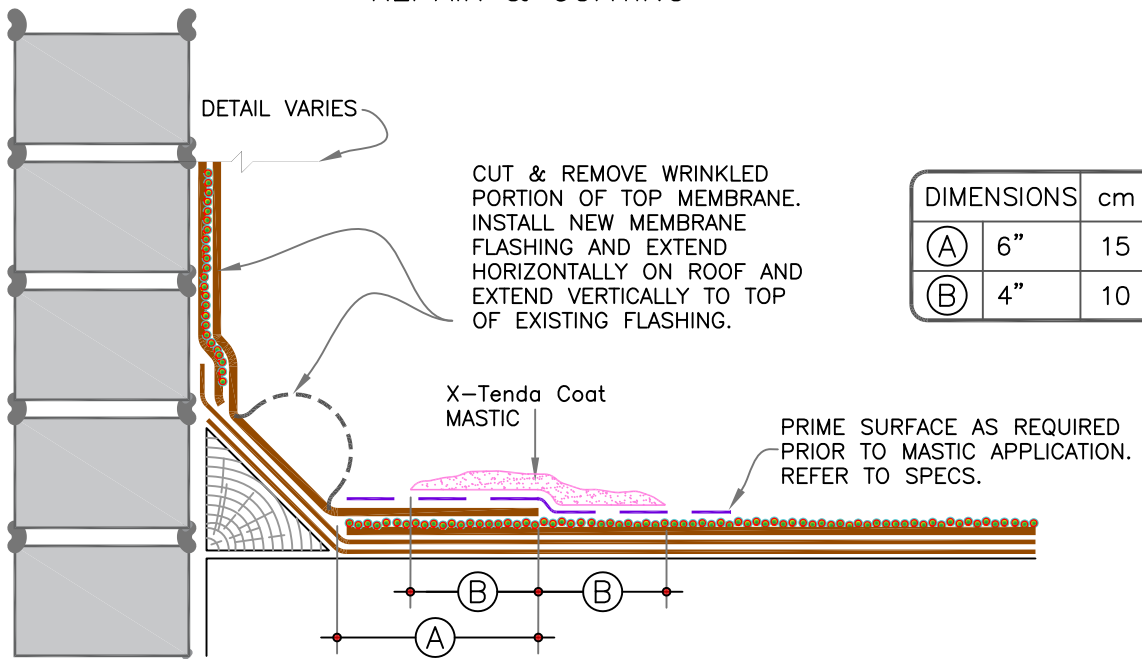 DETAIL VARIES
CUT & REMOVE WRINKLED
PORTION OF TOP MEMBRANE.
INSTALL NEW MEMBRANE
FLASHING AND EXTEND
HORIZONTALLY ON ROOF AND
EXTEND VERTICALLY TO TOP
OF EXISTING FLASHING.
DIMENSIONS cm
A 6" 15
B 4" 10
X-Tenda Coat
MASTIC
PRIME SURFACE AS REQUIRED
PRIOR TO MASTIC APPLICATION.
REFER TO SPECS.
B B
A